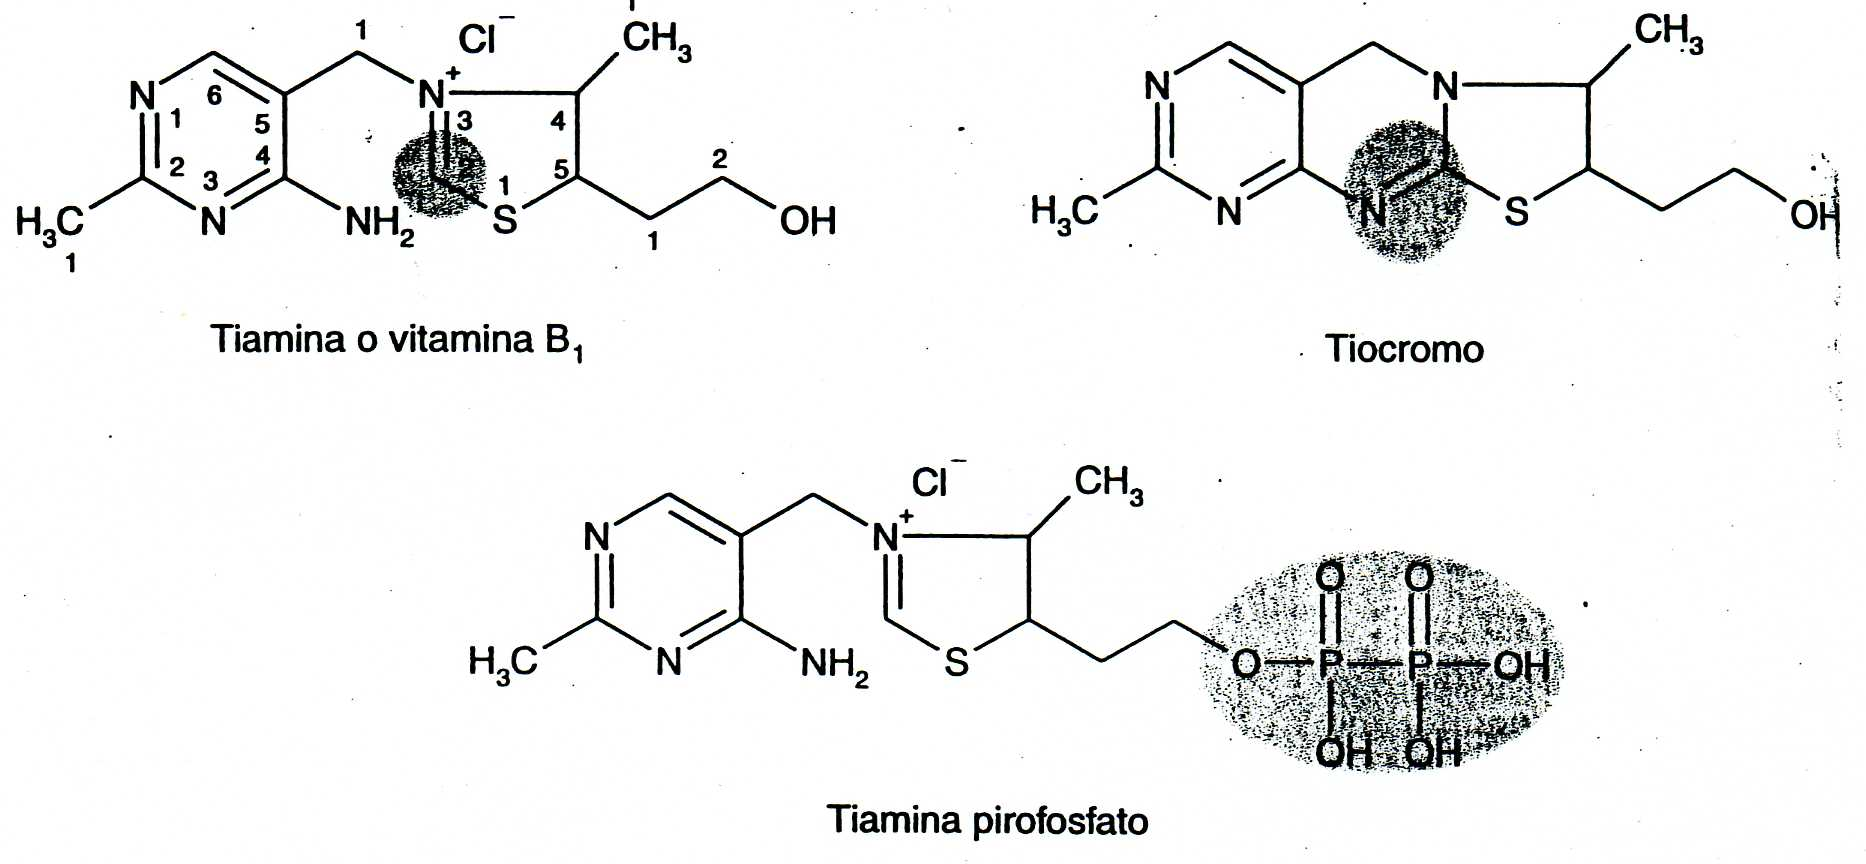 Cl⁻
CH₃
1
N⁺
N
6
1
5
3
4
2
4
3
2
1
5
2
H₃C
N
NH₂
S
OH
1
1
Tiamina o vitamina B₁
CH₃
N
N
H₃C
N
N
S
OH
Tiocromo
Cl⁻
CH₃
N
N⁺
O
O
H₃C
N
NH₂
S
O
P
P
OH
OH
OH
Tiamina pirofosfato